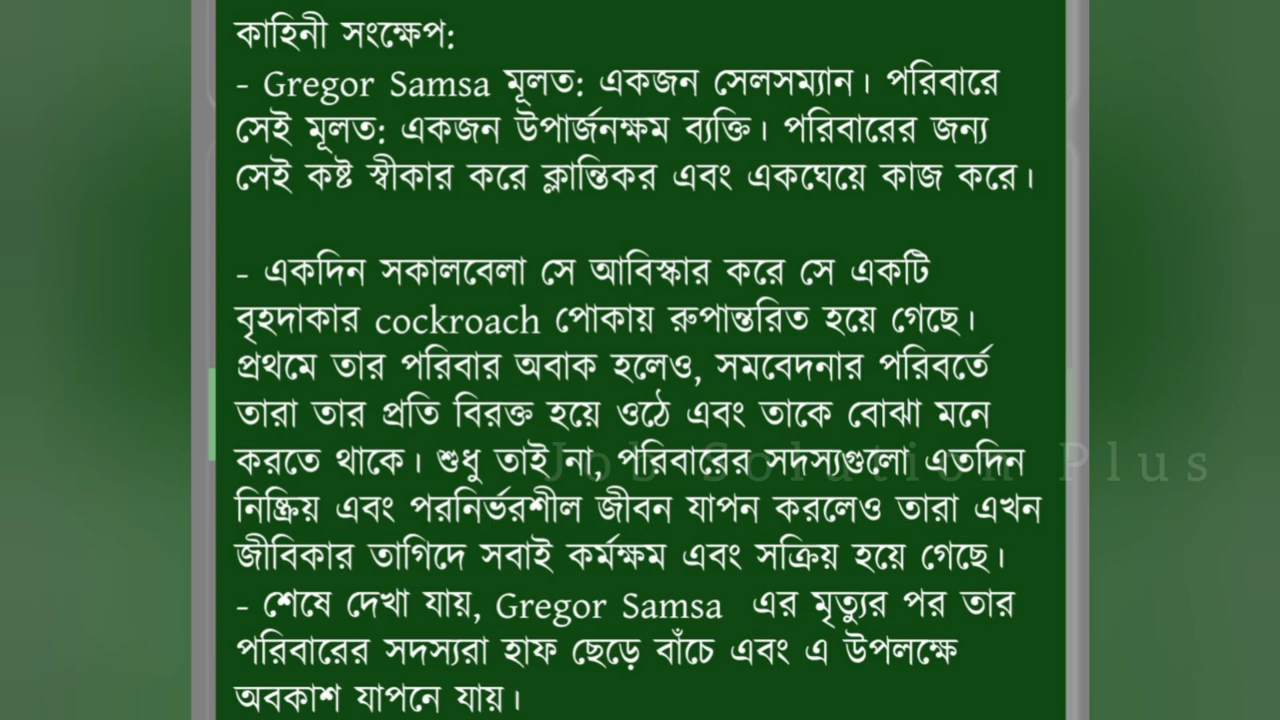 কাহিনী সংক্ষেপ:
- Gregor Samsa মূলত: একজন সেলসম্যান। পরিবারে
সেই মূলত: একজন উপার্জনক্ষম ব্যক্তি। পরিবারের জন্য
সেই কষ্ট স্বীকার করে ক্লান্তিকর এবং একঘেয়ে কাজ করে।
- একদিন সকালবেলা সে আবিস্কার করে সে একটি
বৃহদাকার cockroach পোকায় রুপান্তরিত হয়ে গেছে।
প্রথমে তার পরিবার অবাক হলেও, সমবেদনার পরিবর্তে
তারা তার প্রতি বিরক্ত হয়ে ওঠে এবং তাকে বোঝা মনে
করতে থাকে। শুধু তাই না, পরিবারের সদস্যগুলো এতদিন
নিষ্ক্রিয় এবং পরনির্ভরশীল জীবন যাপন করলেও তারা এখন
জীবিকার তাগিদে সবাই কর্মক্ষম এবং সক্রিয় হয়ে গেছে।
- শেষে দেখা যায়, Gregor Samsa এর মৃত্যুর পর তার
পরিবারের সদস্যরা হাফ ছেড়ে বাঁচে এবং এ উপলক্ষে
অবকাশ যাপনে যায়।
Job Solution Plus